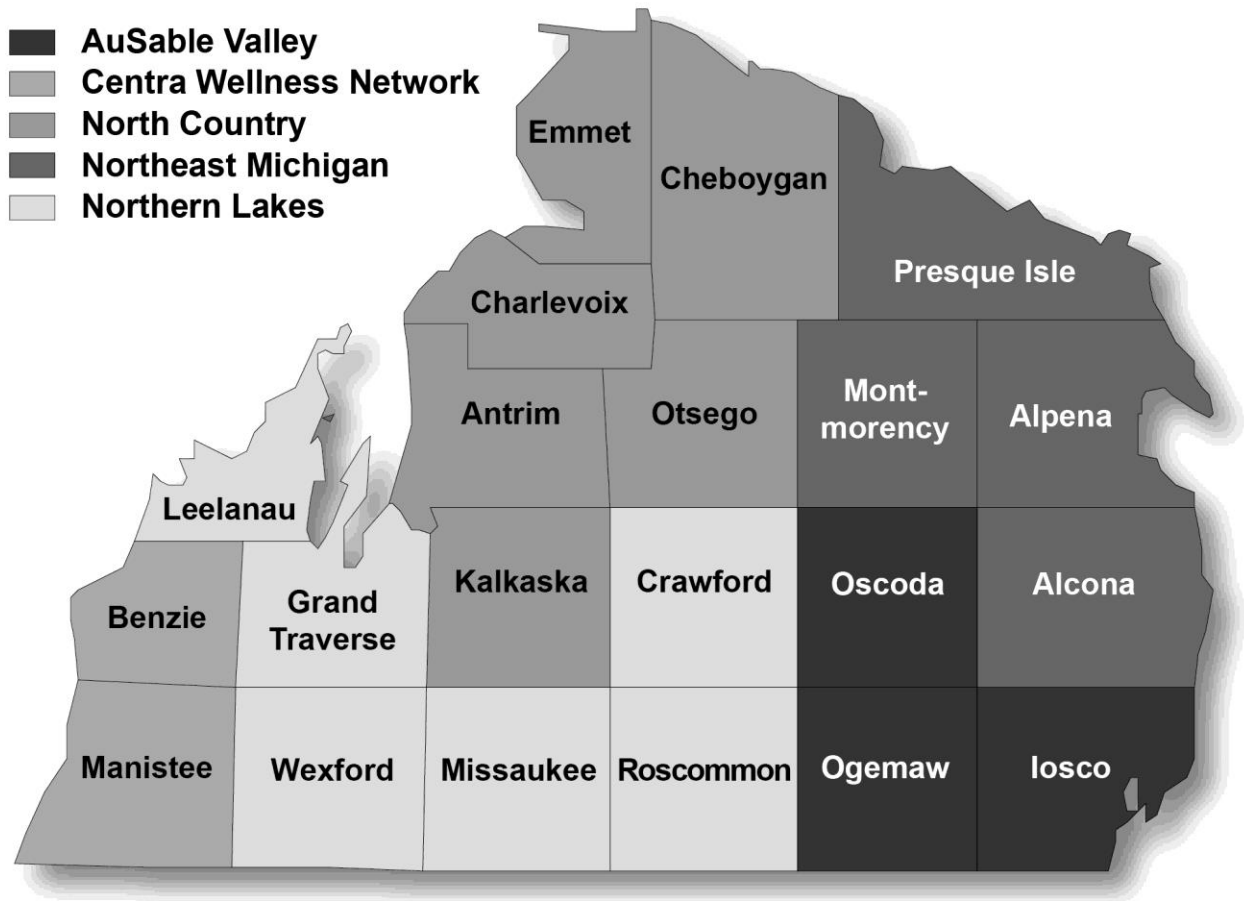 AuSable Valley
Centra Wellness Network
North Country
Northeast Michigan
Northern Lakes
Emmet
Cheboygan
Presque Isle
Charlevoix
Antrim
Otsego
Mont-
morency
Alpena
Leelanau
Benzie
Grand
Traverse
Kalkaska
Crawford
Oscoda
Alcona
Manistee
Wexford
Missaukee
Roscommon
Ogemaw
Iosco